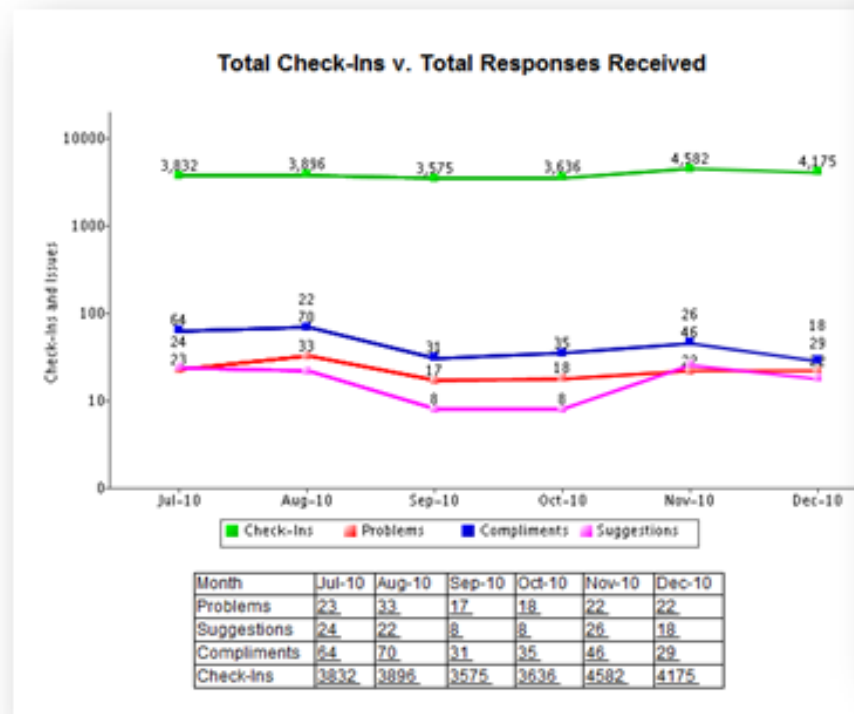 Total Check-Ins v. Total Responses Received
Check-Ins and Issues
10000
1000
100
10
0
3,832 3,896 3,575 3,636 4,582 4,175
22 26 18
64 70 31 35 46 29
24 33 17 18
23 8 8
Jul-10 Aug-10 Sep-10 Oct-10 Nov-10 Dec-10
Check-Ins Problems Compliments Suggestions
Month Jul-10 Aug-10 Sep-10 Oct-10 Nov-10 Dec-10
Problems 23 33 17 18 22 22
Suggestions 24 22 8 8 26 18
Compliments 64 70 31 35 46 29
Check-Ins 3832 3896 3575 3636 4582 4175